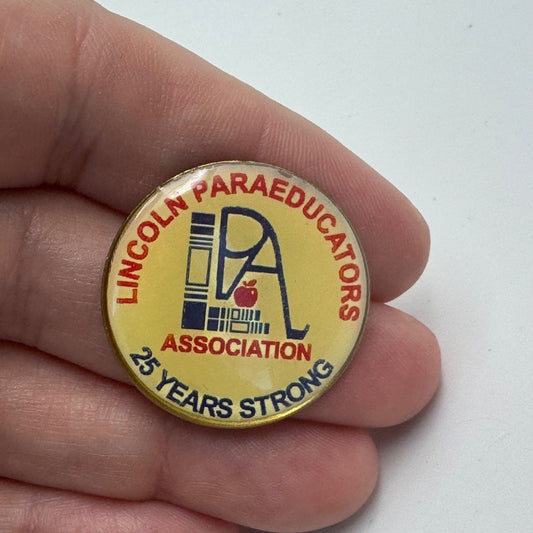 LINCOLN PARAEDUCATORS
LPA
ASSOCIATION
25 YEARS STRONG